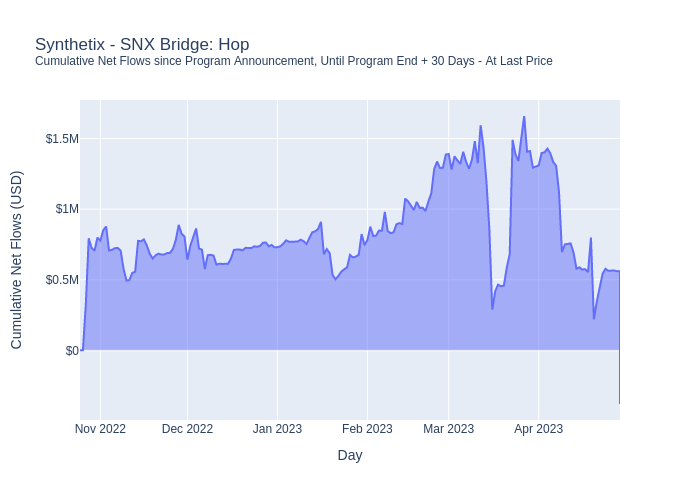 Synthetix - SNX Bridge: Hop
Cumulative Net Flows since Program Announcement, Until Program End + 30 Days - At Last Price
$1.5M
$1M
$0.5M
$0
Cumulative Net Flows (USD)
Nov 2022 Dec 2022 Jan 2023 Feb 2023 Mar 2023 Apr 2023
Day